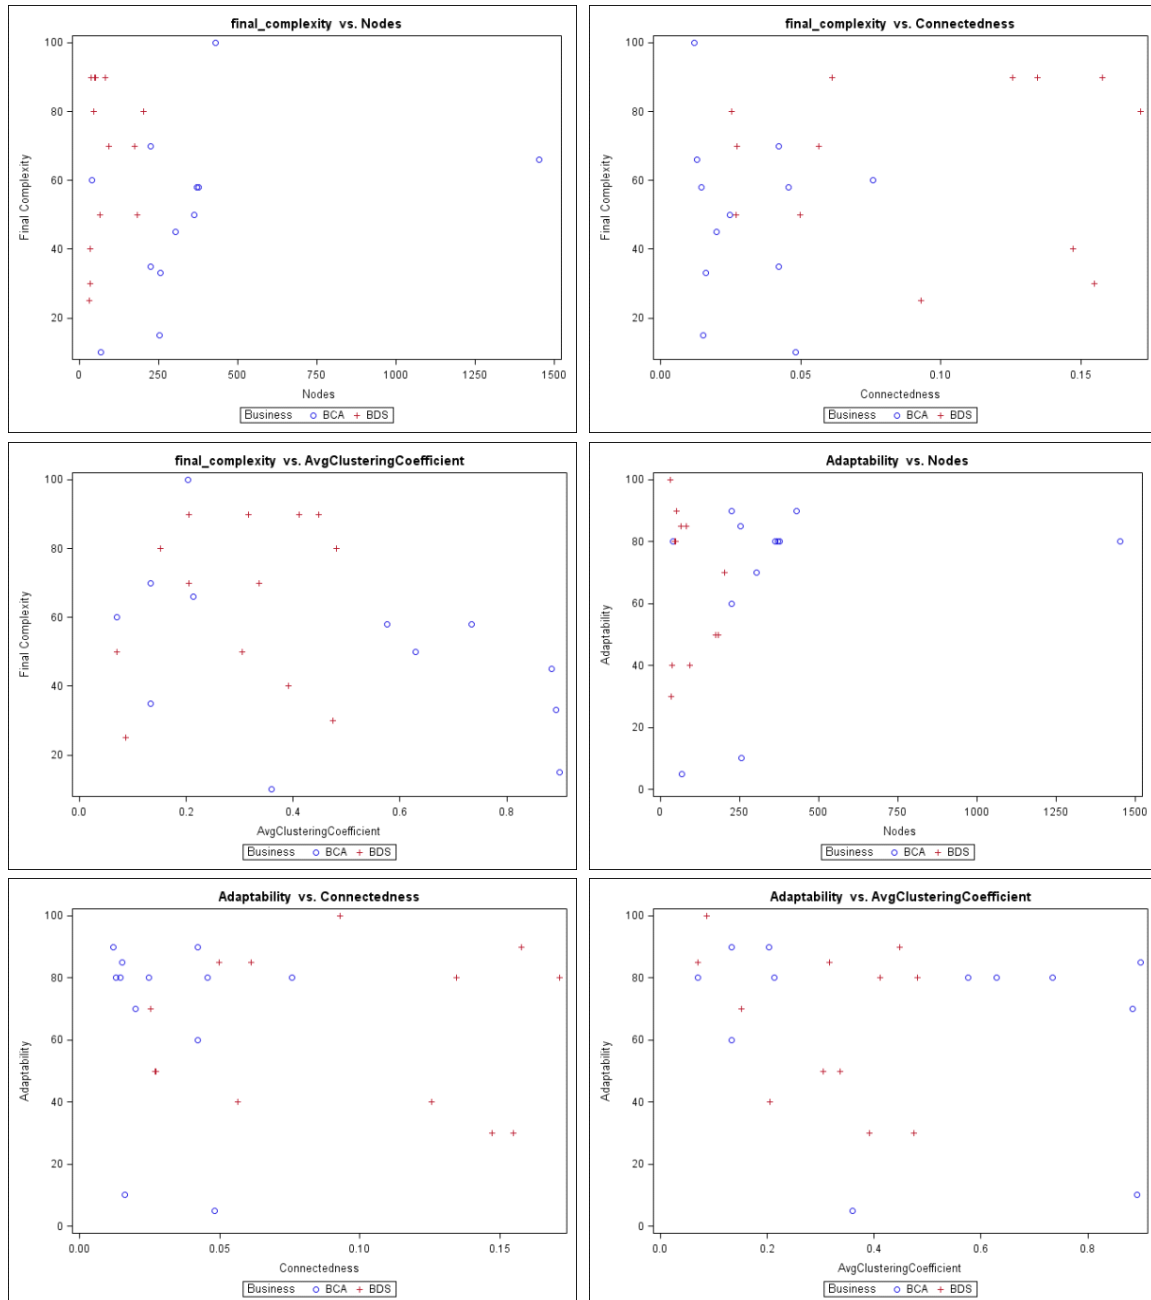 final_complexity vs. Nodes
100
80
60
40
20
Final Complexity
0 250 500 750 1000 1250 1500
Nodes
Business BCA BDS
final_complexity vs. Connectedness
100
80
60
40
20
Final Complexity
0.00 0.05 0.10 0.15
Connectedness
Business BCA BDS
final_complexity vs. AvgClusteringCoefficient
100
80
60
40
20
Final Complexity
0.0 0.2 0.4 0.6 0.8
AvgClusteringCoefficient
Business BCA BDS
Adaptability vs. Nodes
100
80
60
40
20
0
Adaptability
0 250 500 750 1000 1250 1500
Nodes
Business BCA BDS
Adaptability vs. Connectedness
100
80
60
40
20
0
Adaptability
0.00 0.05 0.10 0.15
Connectedness
Business BCA BDS
Adaptability vs. AvgClusteringCoefficient
100
80
60
40
20
0
Adaptability
0.0 0.2 0.4 0.6 0.8
AvgClusteringCoefficient
Business BCA BDS